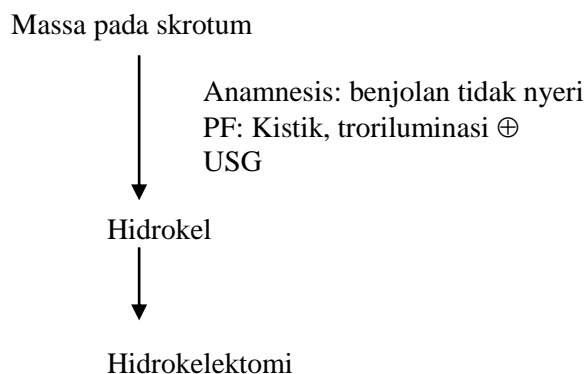 Massa pada skrotum
Anamnesis: benjolan tidak nyeri
PF: Kistik, troriluminasi ⊕
USG
Hidrokel
Hidrokelektomi